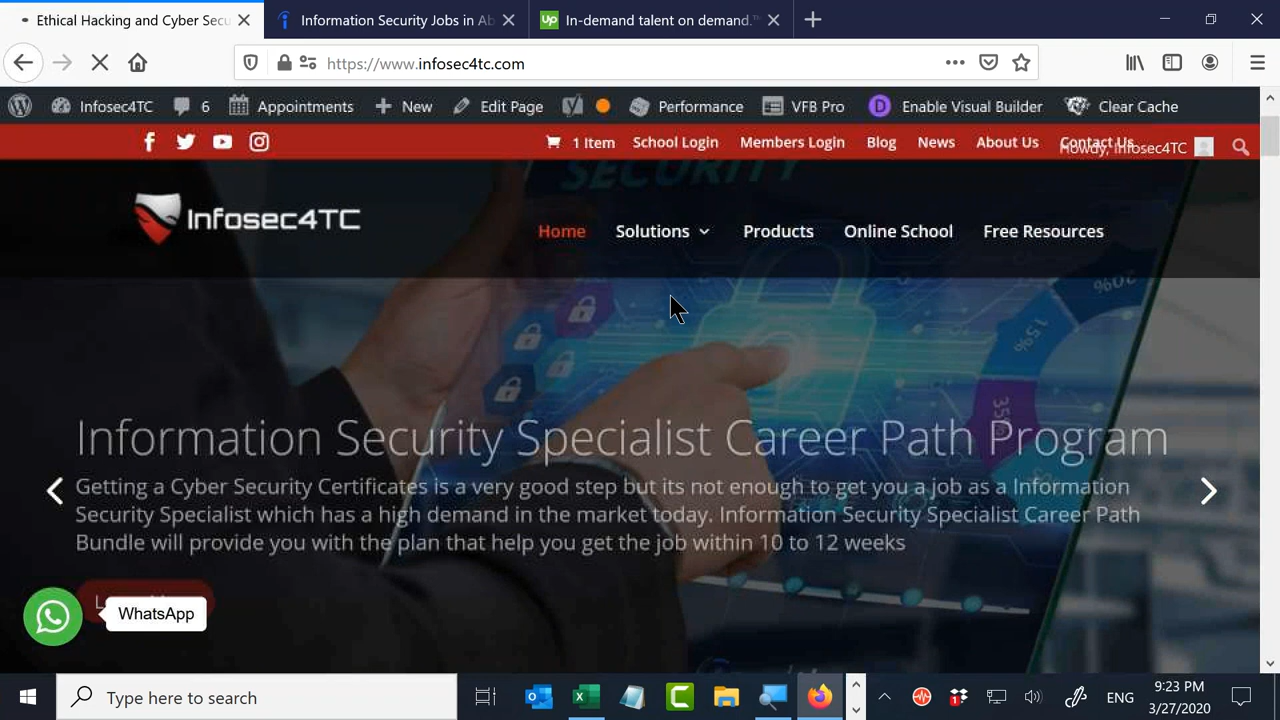 Ethical Hacking and Cyber Secu
Information Security Jobs in Ab
Up
In-demand talent on demand.™
https://www.infosec4tc.com
Infosec4TC
6
Appointments
New
Edit Page
Performance
VFB Pro
D
Enable Visual Builder
Clear Cache
1 Item
School Login
Members Login
Blog
News
About Us
Contact Us
Howdy, Infosec4TC
SECURITY
Infosec4TC
Home
Solutions
Products
Online School
Free Resources
%02
15%
35%
Information Security Specialist Career Path Program
Getting a Cyber Security Certificates is a very good step but its not enough to get you a job as a Information
Security Specialist which has a high demand in the market today. Information Security Specialist Career Path
Bundle will provide you with the plan that help you get the job within 10 to 12 weeks
WhatsApp
Type here to search
ENG
9:23 PM
3/27/2020